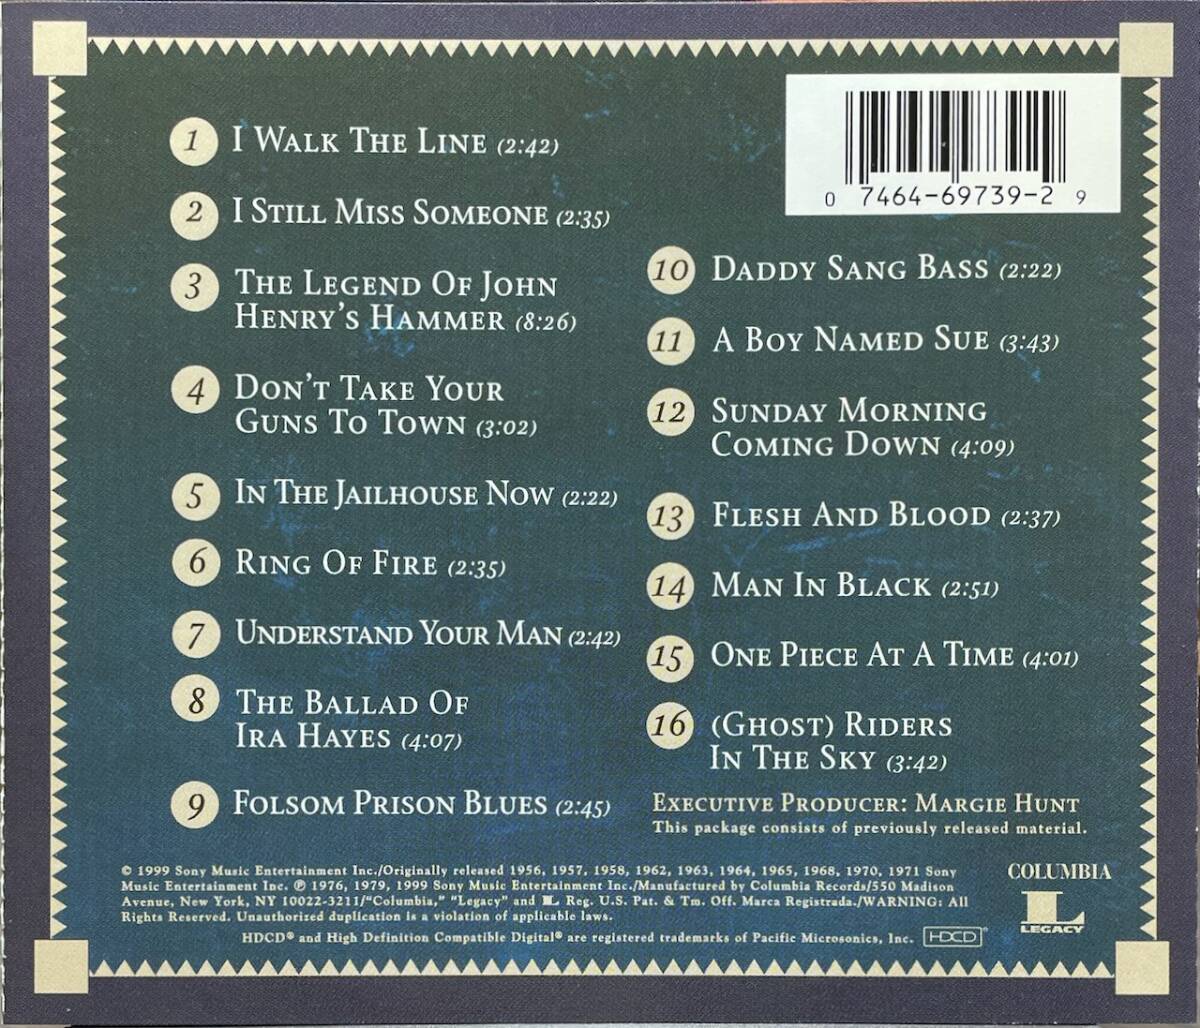 1 I WALK THE LINE (2:42)
2 I STILL MISS SOMEONE (2:35)
3 THE LEGEND OF JOHN
HENRY'S HAMMER (8:26)
4 DON'T TAKE YOUR
GUNS TO TOWN (3:02)
5 IN THE JAILHOUSE NOW (2:22)
6 RING OF FIRE (2:35)
7 UNDERSTAND YOUR MAN (2:42)
8 THE BALLAD OF
IRA HAYES (4:07)
9 FOLSOM PRISON BLUES (2:45)
0 7464-69739-2 9
10 DADDY SANG BASS (2:22)
11 A BOY NAMED SUE (3:43)
12 SUNDAY MORNING
COMING DOWN (4:09)
13 FLESH AND BLOOD (2:37)
14 MAN IN BLACK (2:51)
15 ONE PIECE AT A TIME (4:01)
16 (GHOST) RIDERS
IN THE SKY (3:42)
EXECUTIVE PRODUCER: MARGIE HUNT
This package consists of previously released material.
© 1999 Sony Music Entertainment Inc./Originally released 1956, 1957, 1958, 1962, 1963, 1964, 1965, 1968, 1970, 1971 Sony
Music Entertainment Inc. ℗ 1976, 1979, 1999 Sony Music Entertainment Inc./Manufactured by Columbia Records/550 Madison
Avenue, New York, NY 10022-3211/"Columbia," "Legacy" and L Reg. U.S. Pat. & Tm. Off. Marca Registrada./WARNING: All
Rights Reserved. Unauthorized duplication is a violation of applicable laws.
HDCD® and High Definition Compatible Digital® are registered trademarks of Pacific Microsonics, Inc. HDCD®
COLUMBIA
L
LEGACY